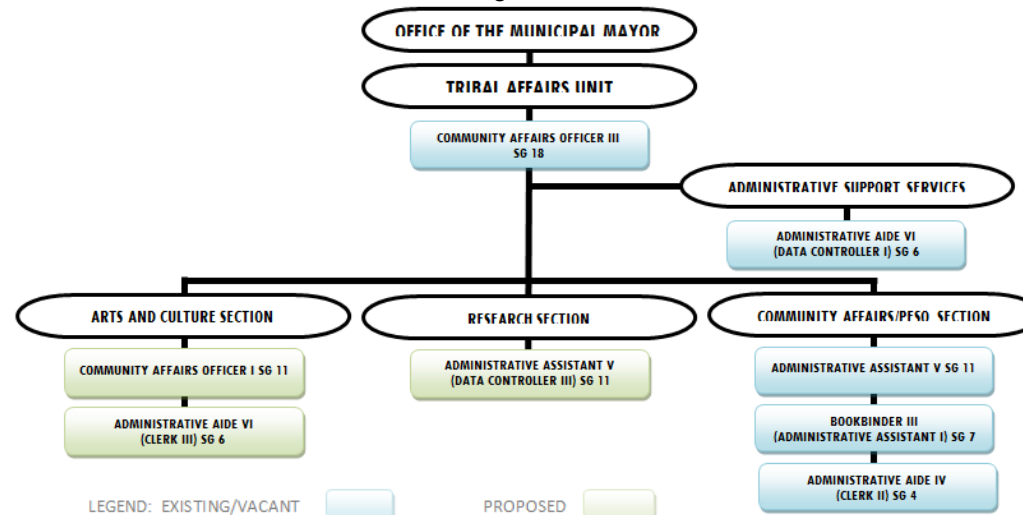 OFFICE OF THE MUNICIPAL MAYOR
TRIBAL AFFAIRS UNIT
COMMUNITY AFFAIRS OFFICER III
SG 18
ADMINISTRATIVE SUPPORT SERVICES
ADMINISTRATIVE AIDE VI
(DATA CONTROLLER I) SG 6
ARTS AND CULTURE SECTION
COMMUNITY AFFAIRS OFFICER I SG 11
ADMINISTRATIVE AIDE VI
(CLERK III) SG 6
RESEARCH SECTION
ADMINISTRATIVE ASSISTANT V
(DATA CONTROLLER III) SG 11
COMMUNITY AFFAIRS/PESO SECTION
ADMINISTRATIVE ASSISTANT V SG 11
BOOKBINDER III
(ADMINISTRATIVE ASSISTANT I) SG 7
ADMINISTRATIVE AIDE IV
(CLERK II) SG 4
LEGEND: EXISTING/VACANT
PROPOSED